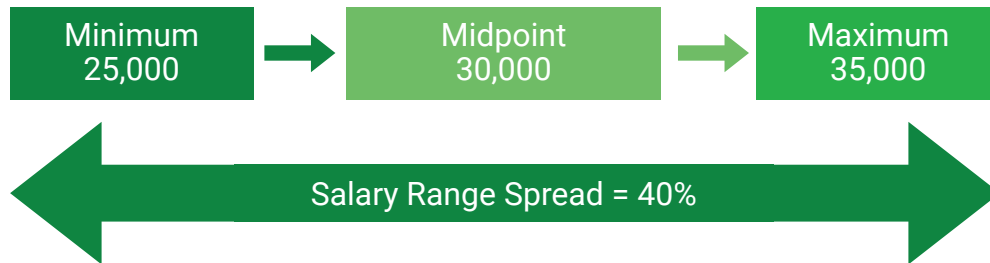 Minimum
25,000
Midpoint
30,000
Maximum
35,000
Salary Range Spread = 40%